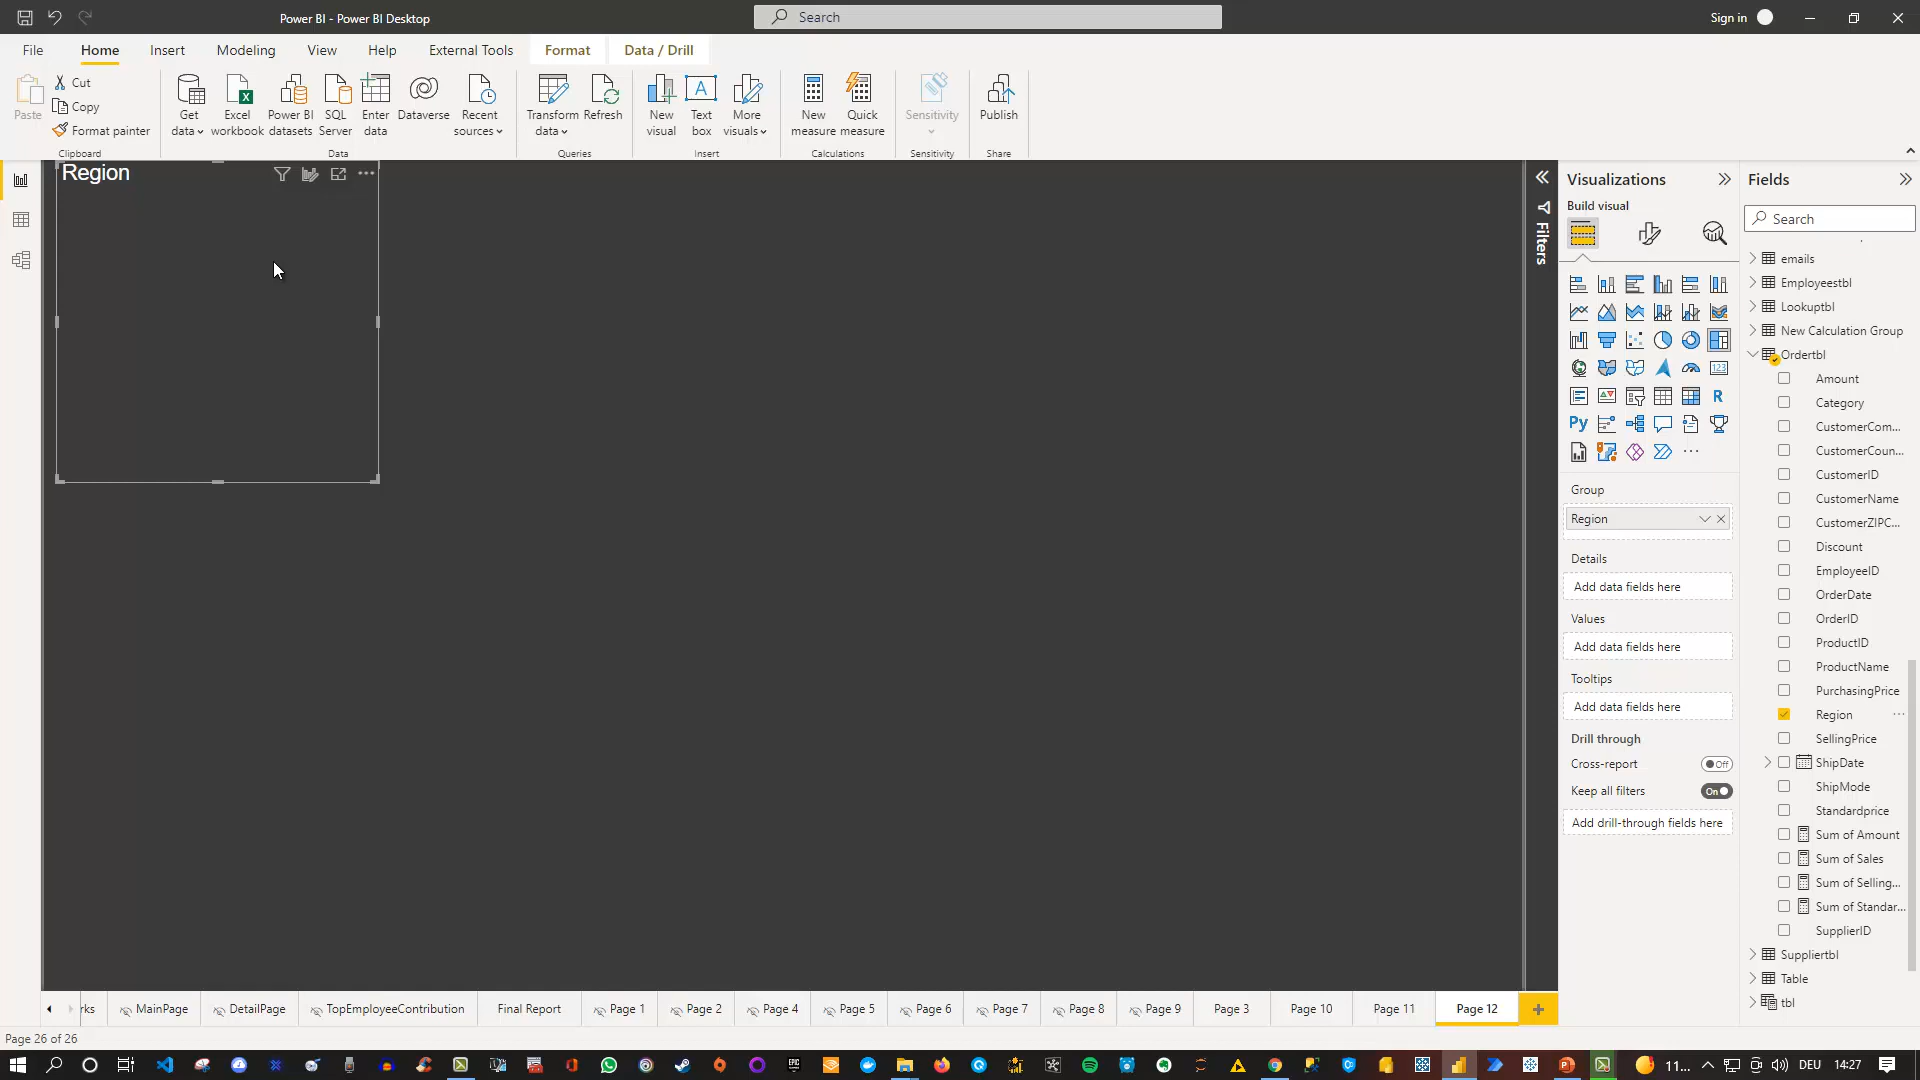 Power BI - Power BI Desktop
Search
Sign in
File
Home
Insert
Modeling
View
Help
External Tools
Format
Data / Drill
Paste
Cut
Copy
Format painter
Clipboard
Get data
Excel workbook
Power BI datasets
SQL Server
Enter data
Dataverse
Recent sources
Data
Transform data
Refresh
Queries
New visual
Text box
More visuals
Insert
New measure
Quick measure
Calculations
Sensitivity
Sensitivity
Publish
Share
Region
Filters
Visualizations
Build visual
Group
Region
Details
Add data fields here
Values
Add data fields here
Tooltips
Add data fields here
Drill through
Cross-report
Off
Keep all filters
On
Add drill-through fields here
Fields
Search
emails
Employeestbl
Lookuptbl
New Calculation Group
Ordertbl
Amount
Category
CustomerCom...
CustomerCoun...
CustomerID
CustomerName
CustomerZIPC...
Discount
EmployeeID
OrderDate
OrderID
ProductID
ProductName
PurchasingPrice
Region
SellingPrice
ShipDate
ShipMode
Standardprice
Sum of Amount
Sum of Sales
Sum of Selling...
Sum of Standar...
SupplierID
Suppliertbl
Table
tbl
rks
MainPage
DetailPage
TopEmployeeContribution
Final Report
Page 1
Page 2
Page 4
Page 5
Page 6
Page 7
Page 8
Page 9
Page 3
Page 10
Page 11
Page 12
Page 26 of 26
11...
DEU
14:27